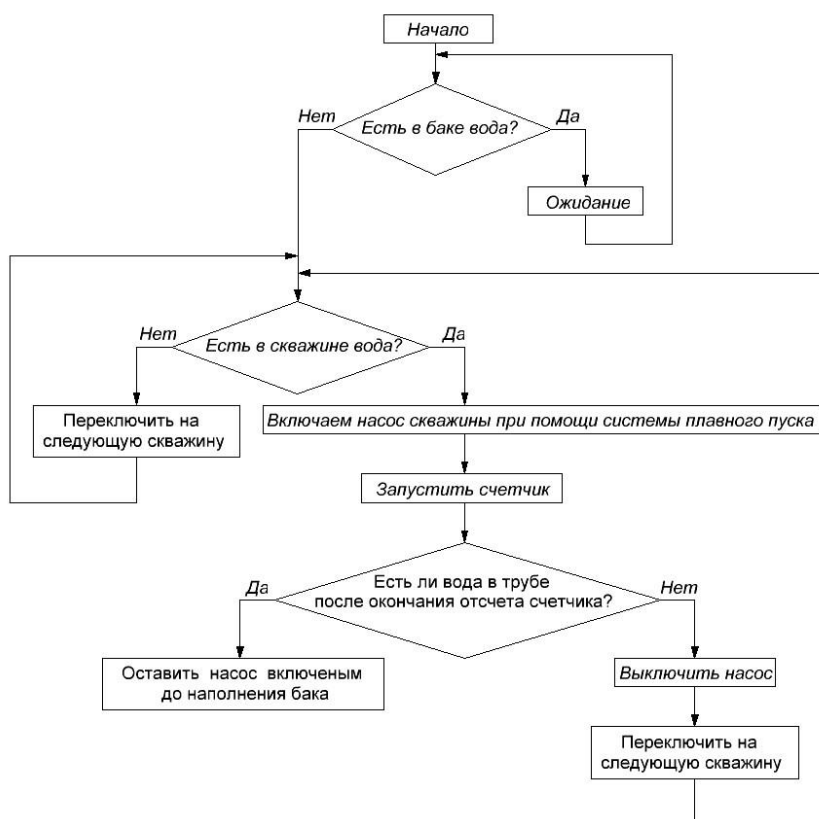 Начало
Нет
Да
Есть в баке вода?
Ожидание
Нет
Да
Есть в скважине вода?
Переключить на
следующую скважину
Включаем насос скважины при помощи системы плавного пуска
Запустить счетчик
Да
Есть ли вода в трубе
после окончания отсчета счетчика?
Нет
Оставить насос включеным
до наполнения бака
Выключить насос
Переключить на
следующую скважину